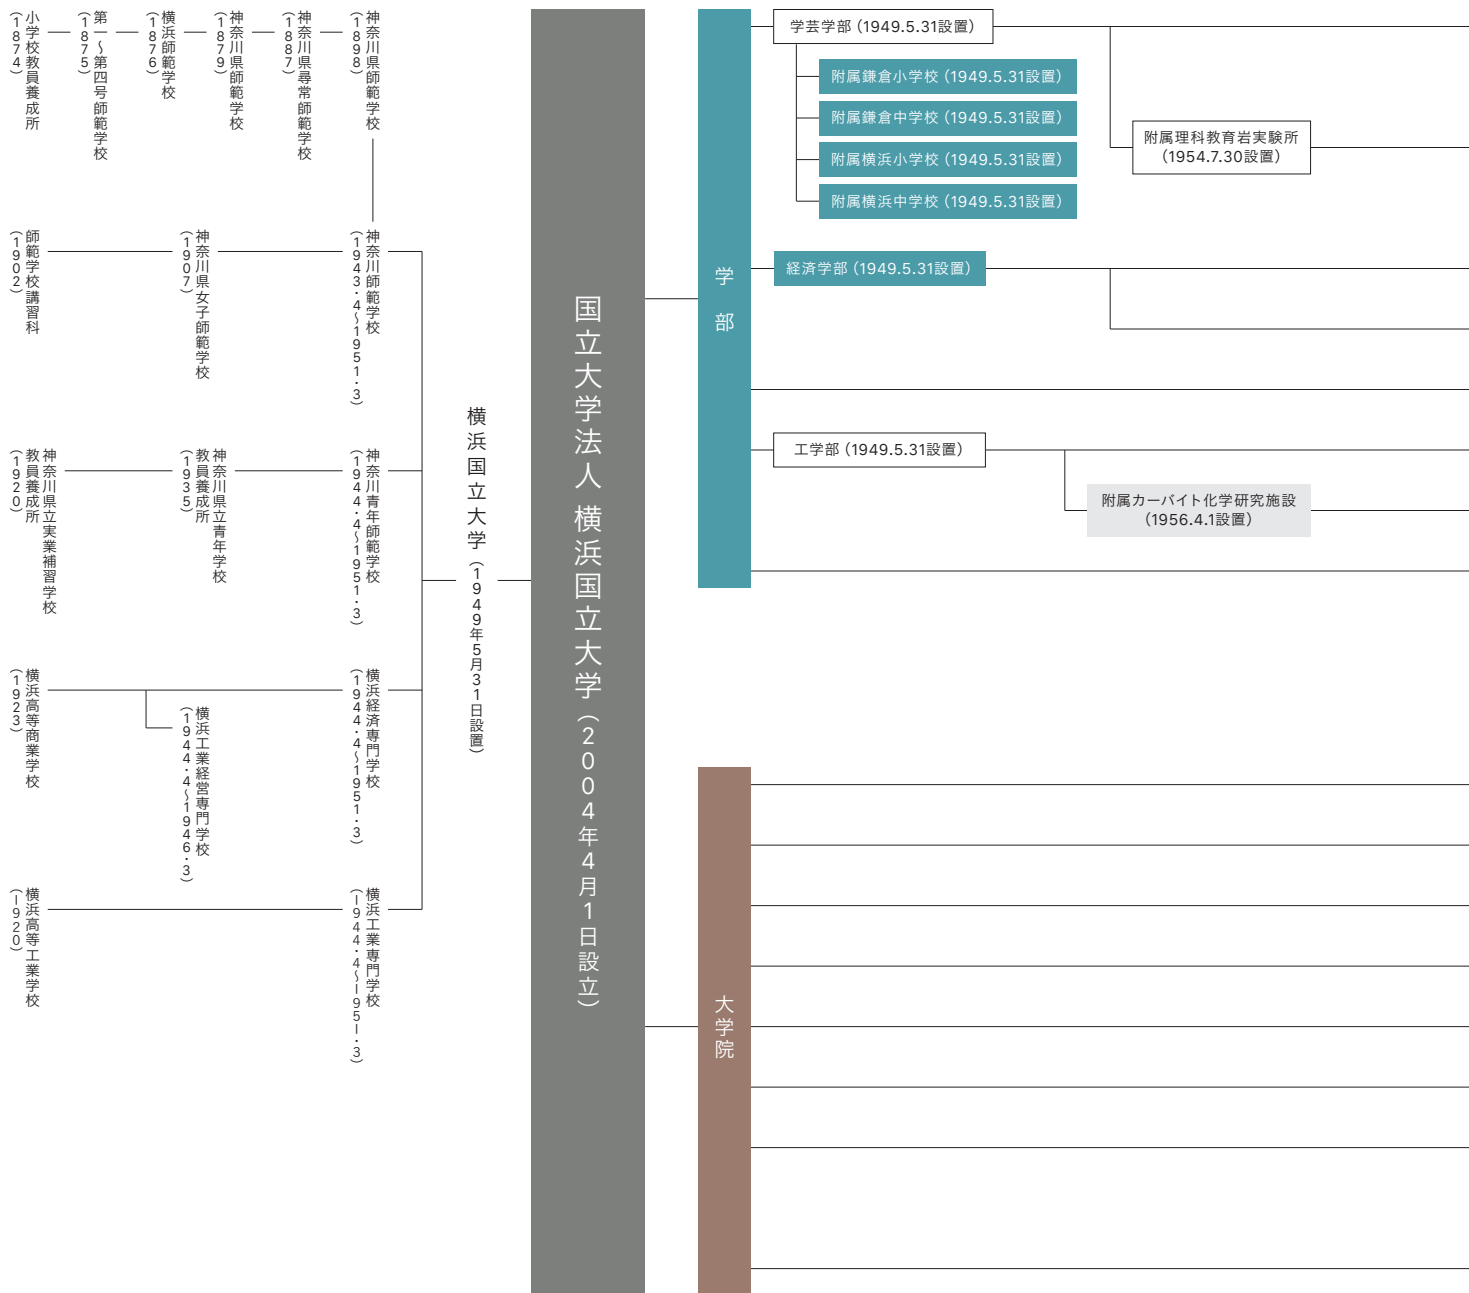 小学校教員養成所
（1874）
第一～第四号師範学校
（1875）
横浜師範学校
（1876）
神奈川県師範学校
（1879）
神奈川県尋常師範学校
（1887）
神奈川県師範学校
（1898）
師範学校講習科
（1902）
神奈川県女子師範学校
（1907）
神奈川師範学校
（1943・4～1951・3）
神奈川県立実業補習学校
教員養成所
（1920）
神奈川県立青年学校
教員養成所
（1935）
神奈川青年師範学校
（1944・4～1951・3）
横浜高等商業学校
（1923）
横浜工業経営専門学校
（1944・4～1946・3）
横浜経済専門学校
（1944・4～1951・3）
横浜高等工業学校
（1920）
横浜工業専門学校
（1944・4～1951・3）
横浜国立大学（1949年5月31日設置）
国立大学法人 横浜国立大学（2004年4月1日設立）
学部
学芸学部（1949.5.31設置）
附属鎌倉小学校（1949.5.31設置）
附属鎌倉中学校（1949.5.31設置）
附属横浜小学校（1949.5.31設置）
附属横浜中学校（1949.5.31設置）
附属理科教育岩実験所
（1954.7.30設置）
経済学部（1949.5.31設置）
工学部（1949.5.31設置）
附属カーバイト化学研究施設
（1956.4.1設置）
大学院